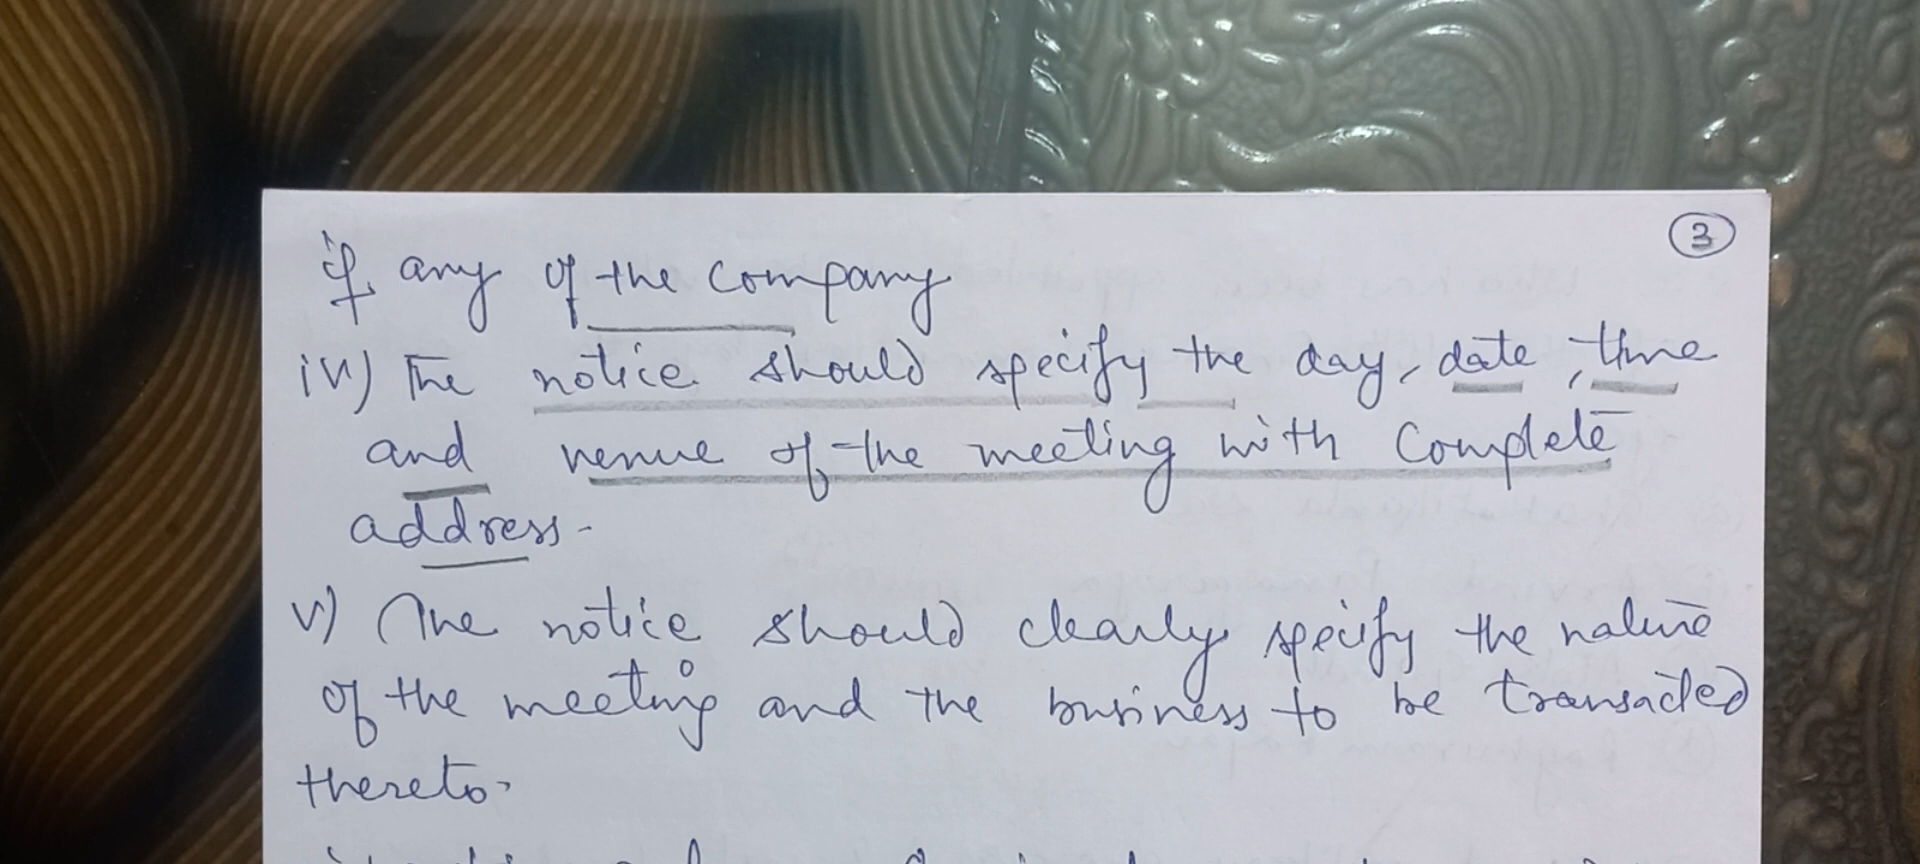 3
if any of the company
iv) The notice should specify the day, date, time
and venue of the meeting with Complete
address.
v) The notice should clearly specify the nature
of the meeting and the business to be transacted
thereto.